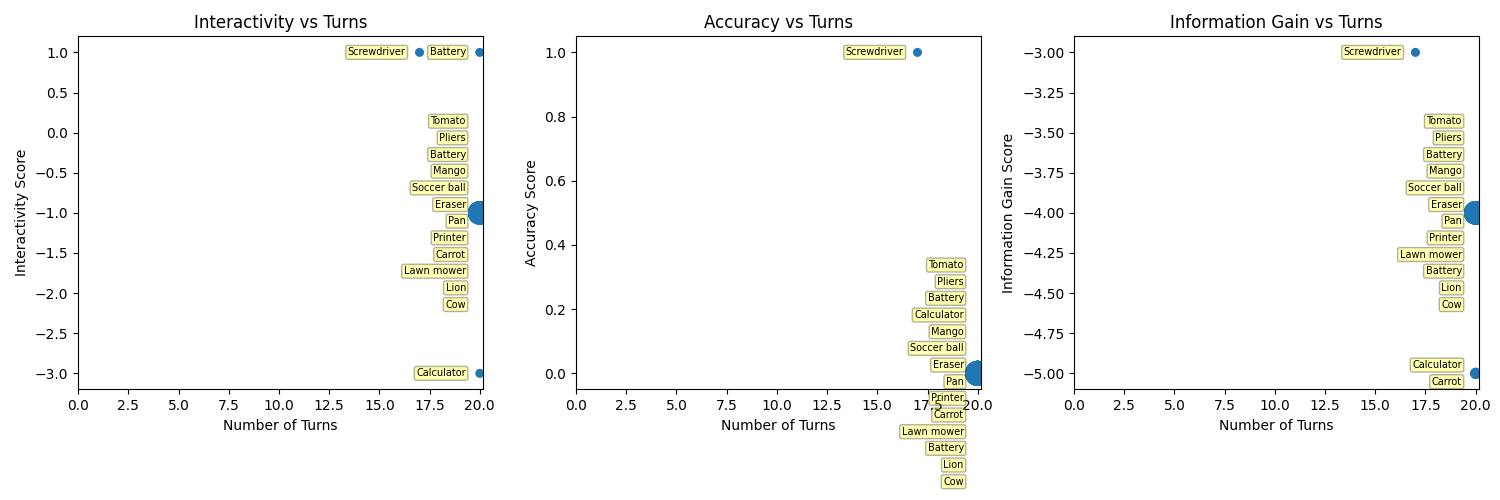 Interactivity vs Turns
Interactivity Score
1.0
0.5
0.0
−0.5
−1.0
−1.5
−2.0
−2.5
−3.0
Screwdriver
Battery
Tomato
Pliers
Battery
Mango
Soccer ball
Eraser
Pan
Printer
Carrot
Lawn mower
Lion
Cow
Calculator
0.0 2.5 5.0 7.5 10.0 12.5 15.0 17.5 20.0
Number of Turns
Accuracy vs Turns
Accuracy Score
1.0
0.8
0.6
0.4
0.2
0.0
Screwdriver
Tomato
Pliers
Battery
Calculator
Mango
Soccer ball
Eraser
Pan
Printer
Carrot
Lawn mower
Battery
Lion
Cow
0.0 2.5 5.0 7.5 10.0 12.5 15.0 17.5 20.0
Number of Turns
Information Gain vs Turns
Information Gain Score
−3.00
−3.25
−3.50
−3.75
−4.00
−4.25
−4.50
−4.75
−5.00
Screwdriver
Tomato
Pliers
Battery
Mango
Soccer ball
Eraser
Pan
Printer
Lawn mower
Battery
Lion
Cow
Calculator
Carrot
0.0 2.5 5.0 7.5 10.0 12.5 15.0 17.5 20.0
Number of Turns